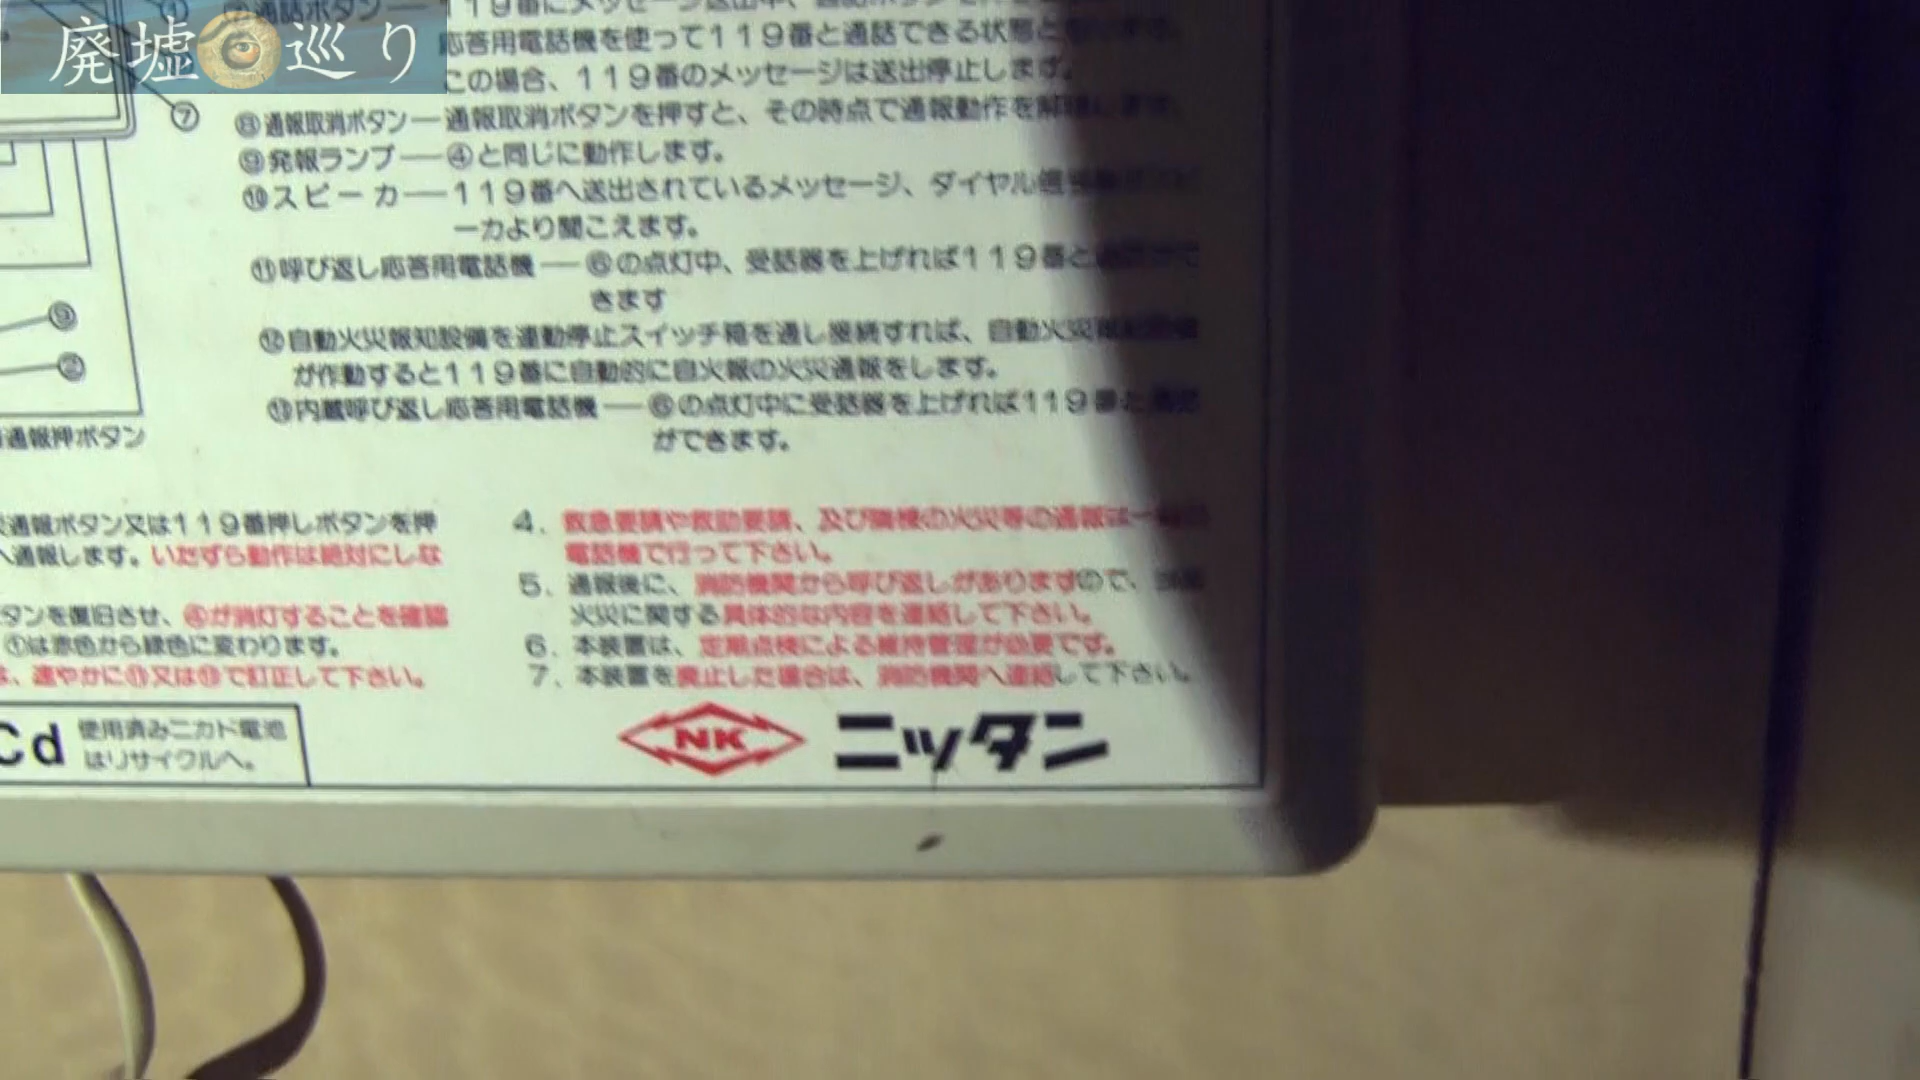 廃墟巡り
⑦
応答用電話機を使って119番と通話できる状態と
この場合、119番のメッセージは送出停止します。
⑧通報取消ボタン―通報取消ボタンを押すと、その時点で通報動作を解除します。
⑨発報ランプ―④と同じに動作します。
⑩スピーカ―119番へ送出されているメッセージ、ダイヤル
ーカより聞こえます。
⑪呼び返し応答用電話機―⑥の点灯中、受話器を上げれば119番と
きます
⑫自動火災報知設備を連動停止スイッチ箱を通し接続すれば、自動火災報知設備
が作動すると119番に自動的に自火報の火災通報をします。
⑬内蔵呼び返し応答用電話機―⑥の点灯中に受話器を上げれば119番と通話
ができます。
⑨
②
通報押ボタン
通報ボタン又は119番押しボタンを押
へ通報します。いたずら動作は絶対にしな
タンを復旧させ、④が消灯することを確認
①は赤色から緑色に変わります。
、速やかに⑪又は⑬で訂正して下さい。
4. 救急要請や救助要請、及び隣棟の火災等の通報は一般の
電話機で行って下さい。
5. 通報後に、消防機関から呼び返しがありますので、
火災に関する具体的な内容を連絡して下さい。
6. 本装置は、定期点検による維持管理が必要です。
7. 本装置を廃止した場合は、消防機関へ連絡して下さい。
Cd 使用済みニカド電池
はリサイクルへ。
NK ニッタン